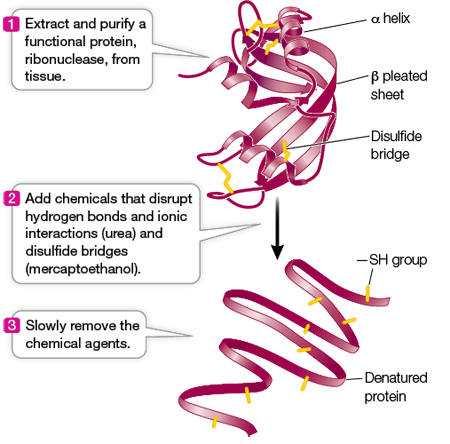 1 Extract and purify a
functional protein,
ribonuclease, from
tissue.
α helix
β pleated
sheet
Disulfide
bridge
2 Add chemicals that disrupt
hydrogen bonds and ionic
interactions (urea) and
disulfide bridges
(mercaptoethanol).
SH group
3 Slowly remove the
chemical agents.
Denatured
protein